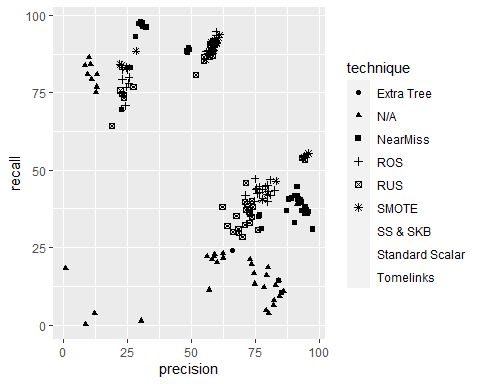 100
75
50
25
0
recall
0
25
50
75
100
precision
technique
Extra Tree
N/A
NearMiss
ROS
RUS
SMOTE
SS & SKB
Standard Scalar
Tomelinks